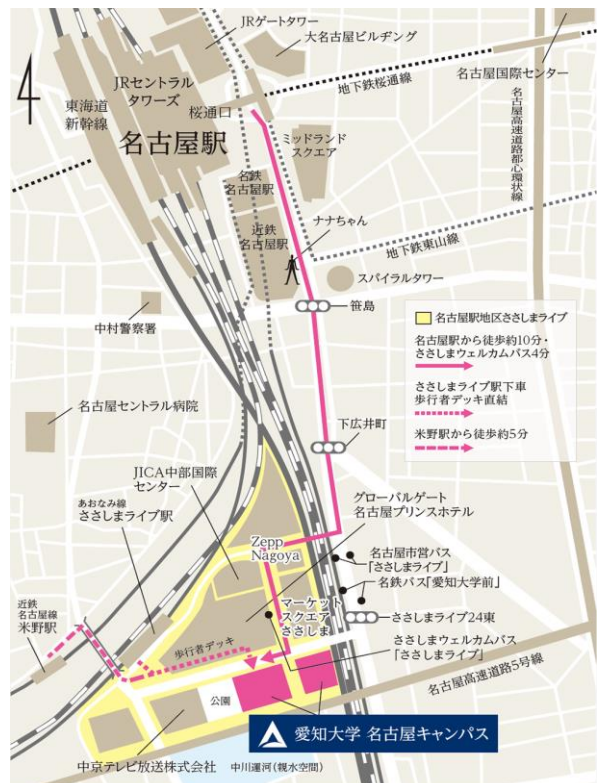 JRゲートタワー
大名古屋ビルヂング
JRセントラル
タワーズ
地下鉄桜通線
名古屋国際センター
東海道
新幹線
桜通口
名古屋駅
ミッドランド
スクエア
名古屋高速道路都心環状線
名鉄
名古屋駅
近鉄
名古屋駅
ナナちゃん
地下鉄東山線
スパイラルタワー
笹島
中村警察署
名古屋駅地区ささしまライブ
名古屋駅から徒歩約10分・
ささしまウェルカムバス4分
ささしまライブ駅下車
歩行者デッキ直結
米野駅から徒歩約5分
名古屋セントラル病院
下広井町
JICA中部国際
センター
グローバルゲート
名古屋プリンスホテル
あおなみ線
ささしまライブ駅
Zepp
Nagoya
名古屋市営バス
「ささしまライブ」
名鉄バス「愛知大学前」
近鉄
名古屋線
米野駅
マーケット
スクエア
ささしま
ささしまライブ24東
歩行者デッキ
ささしまウェルカムバス
「ささしまライブ」
名古屋高速道路5号線
公園
愛知大学 名古屋キャンパス
中京テレビ放送株式会社
中川運河(親水空間)